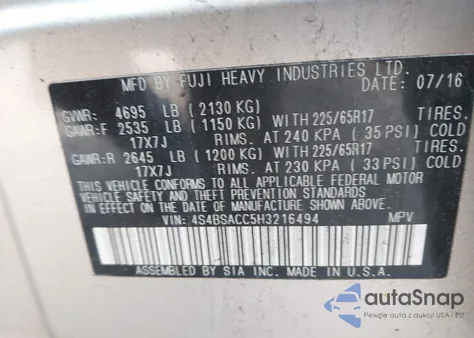 MFD BY FUJI HEAVY INDUSTRIES LTD.
DATE: 07/16
GVWR: 4695 LB (2130 KG)
GAWR:F 2535 LB (1150 KG) WITH 225/65R17 TIRES,
17X7J RIMS. AT 240 KPA (35 PSI) COLD
GAWR:R 2645 LB (1200 KG) WITH 225/65R17 TIRES,
17X7J RIMS. AT 230 KPA (33 PSI) COLD
THIS VEHICLE CONFORMS TO ALL APPLICABLE FEDERAL MOTOR
VEHICLE SAFETY AND THEFT PREVENTION STANDARDS
IN EFFECT ON THE DATE OF MANUFACTURE SHOWN ABOVE.
VIN: 4S4BSACC5H3216494 MPV
ASSEMBLED BY SIA INC. MADE IN U.S.A.
autoSnap
Pewne auto z USA i EU